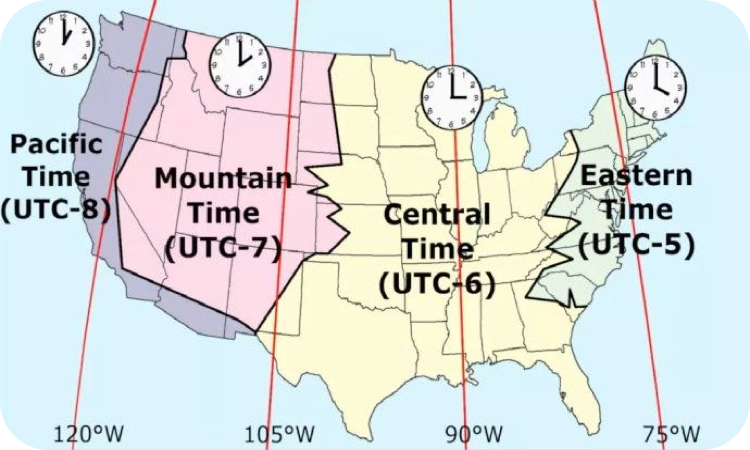 Pacific
Time
(UTC-8)
Mountain
Time
(UTC-7)
Central
Time
(UTC-6)
Eastern
Time
(UTC-5)
120°W
105°W
90°W
75°W